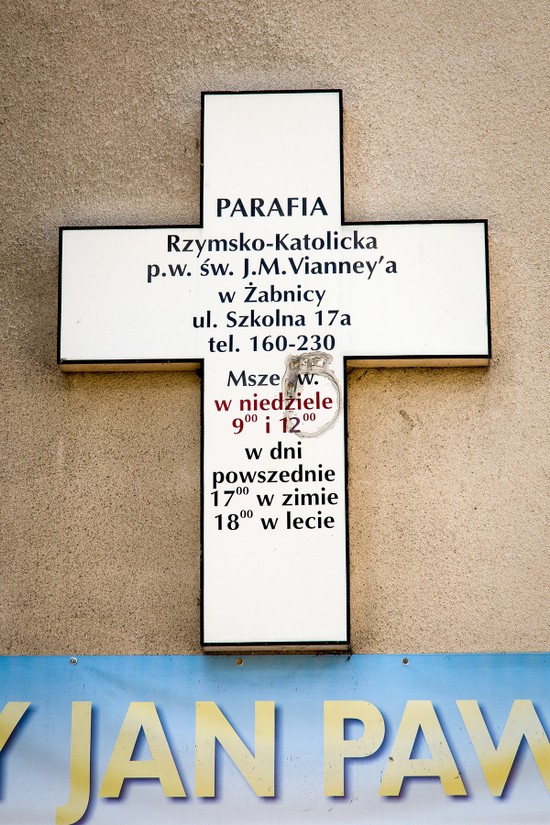 PARAFIA
Rzymsko-Katolicka
p.w. św. J.M.Vianney'a
w Żabnicy
ul. Szkolna 17a
tel. 160-230
Msze w.
w niedziele
9⁰⁰ i 12⁰⁰
w dni
powszednie
17⁰⁰ w zimie
18⁰⁰ w lecie
Y JAN PAW